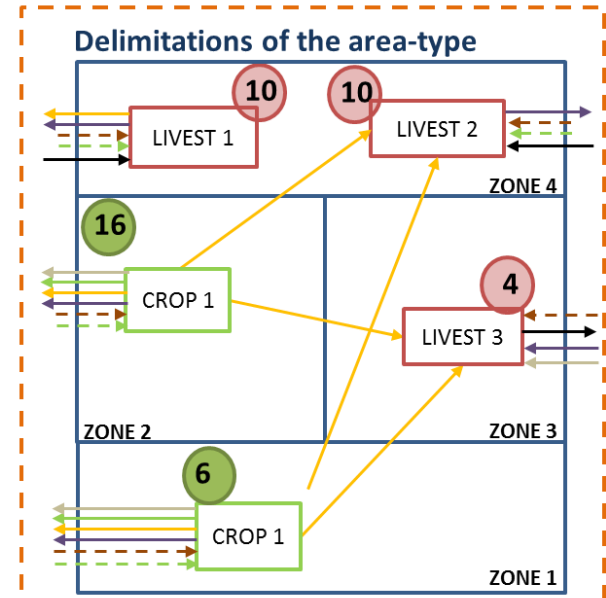 Delimitations of the area-type
10
10
LIVEST 1
LIVEST 2
ZONE 4
16
CROP 1
4
LIVEST 3
ZONE 2
ZONE 3
6
CROP 1
ZONE 1